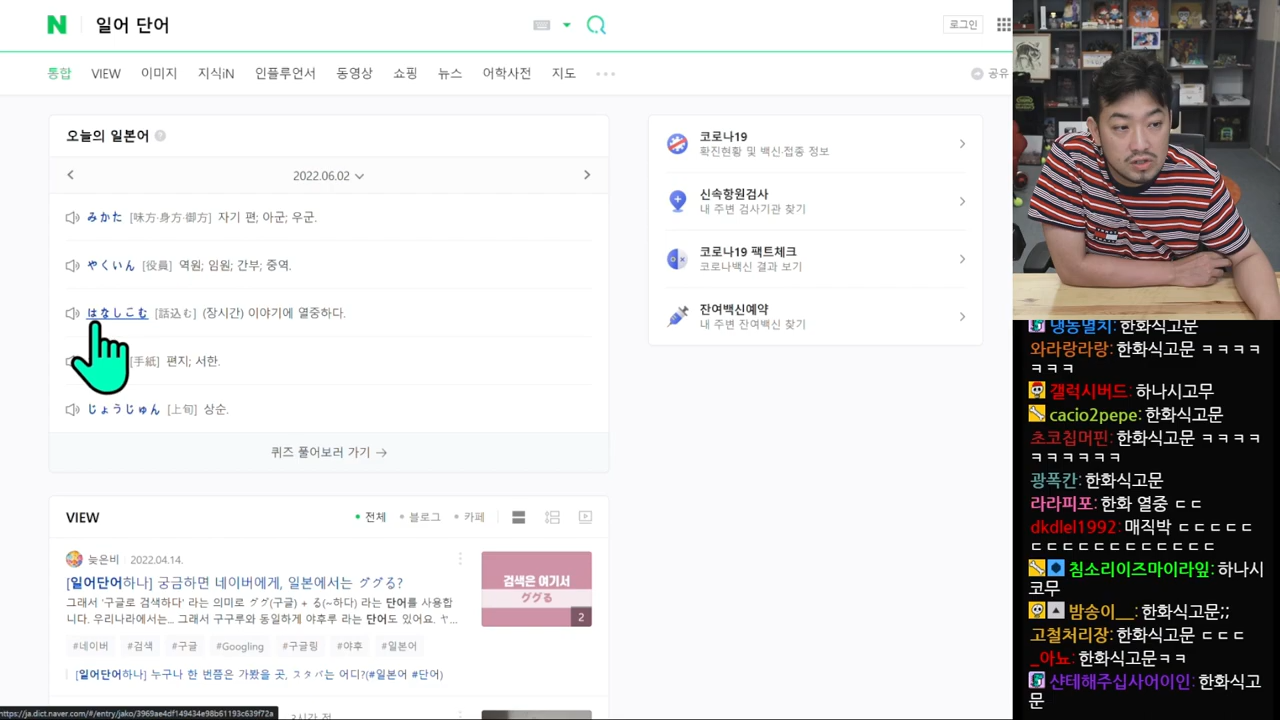 N 일어 단어
로그인
통합 VIEW 이미지 지식iN 인플루언서 동영상 쇼핑 뉴스 어학사전 지도
공유
오늘의 일본어
2022.06.02
みかた [味方·身方·御方] 자기 편; 아군; 우군.
やくいん [役員] 역원; 임원; 간부; 중역.
はなしこむ [話込む] (장시간) 이야기에 열중하다.
[手紙] 편지; 서한.
じょうじゅん [上旬] 상순.
퀴즈 풀어보러 가기 →
코로나19
확진현황 및 백신·접종 정보
신속항원검사
내 주변 검사기관 찾기
코로나19 팩트체크
코로나백신 결과 보기
잔여백신예약
내 주변 잔여백신 찾기
VIEW
전체 블로그 카페
늦은비 2022.04.14.
[일어단어하나] 궁금하면 네이버에게, 일본에서는 ググる?
그래서 '구글로 검색하다' 라는 의미로 ググ(구글) + る(~하다) 라는 단어를 사용합
니다. 우리나라에서는... 그래서 구구루와 동일하게 야후루 라는 단어도 있어요. ヤ...
#네이버 #검색 #구글 #Googling #구글링 #야후 #일본어
[일어단어하나] 누구나 한 번쯤은 가봤을 곳, スタバ는 어디?(#일본어 #단어)
검색은 여기서
ググる
2
https://ja.dict.naver.com/#/entry/jako/3969ae4df149434e98b61193c639f72a
3시간 전
냉동멸치: 한화식고문
와라랑라랑: 한화식고문 ㅋㅋㅋㅋ
ㅋㅋㅋ
갤럭시버드: 하나시고무
cacio2pepe: 한화식고문
초코칩머핀: 한화식고문 ㅋㅋㅋㅋ
ㅋㅋㅋㅋㅋㅋ
광폭칸: 한화식고문
라라피포: 한화 열중 ㄷㄷ
dkdlel1992: 매직박 ㄷㄷㄷㄷㄷ
ㄷㄷㄷㄷㄷㄷㄷㄷㄷㄷㄷㄷ
침소리이즈마이라잎: 하나시
코무
밤송이__: 한화식고문;;
고철처리장: 한화식고문 ㄷㄷㄷ
_아뇨: 한화식고문ㅋㅋ
샨테해주십사어이인: 한화식고
문